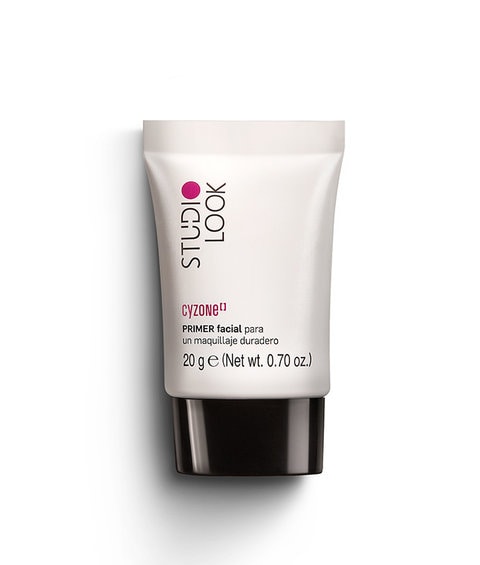 STUDIO
LOOK
cyzone[]
PRIMER facial para
un maquillaje duradero
20 g e (Net wt. 0.70 oz.)